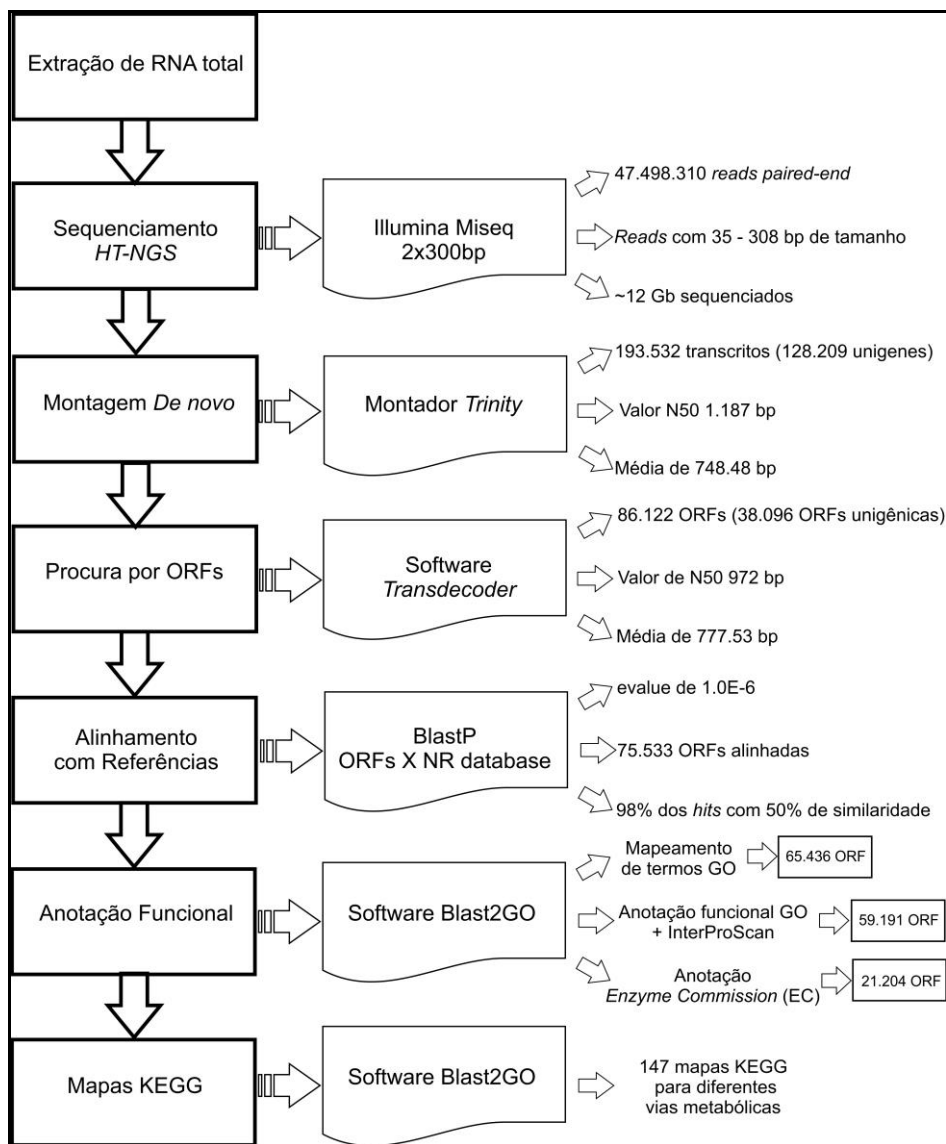 Extração de RNA total
Sequenciamento
HT-NGS
Illumina Miseq
2x300bp
47.498.310 reads paired-end
Reads com 35 - 308 bp de tamanho
~12 Gb sequenciados
Montagem De novo
Montador Trinity
193.532 transcritos (128.209 unigenes)
Valor N50 1.187 bp
Média de 748.48 bp
Procura por ORFs
Software
Transdecoder
86.122 ORFs (38.096 ORFs unigênicas)
Valor de N50 972 bp
Média de 777.53 bp
Alinhamento
com Referências
BlastP
ORFs X NR database
evalue de 1.0E-6
75.533 ORFs alinhadas
98% dos hits com 50% de similaridade
Anotação Funcional
Software Blast2GO
Mapeamento
de termos GO
65.436 ORF
Anotação funcional GO
+ InterProScan
59.191 ORF
Anotação
Enzyme Commission (EC)
21.204 ORF
Mapas KEGG
Software Blast2GO
147 mapas KEGG
para diferentes
vias metabólicas